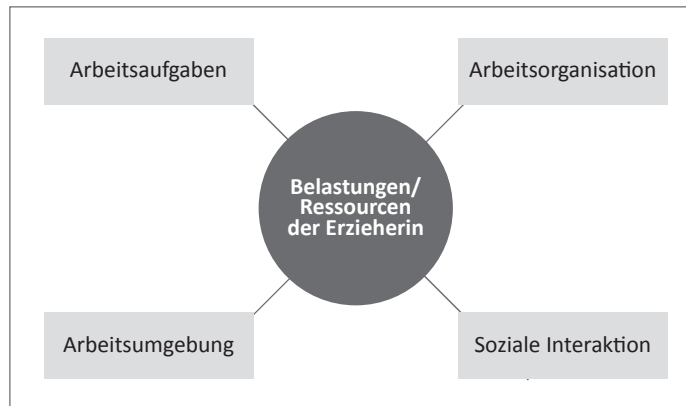 Arbeitsaufgaben
Arbeitsorganisation
Belastungen/
Ressourcen
der Erzieherin
Arbeitsumgebung
Soziale Interaktion